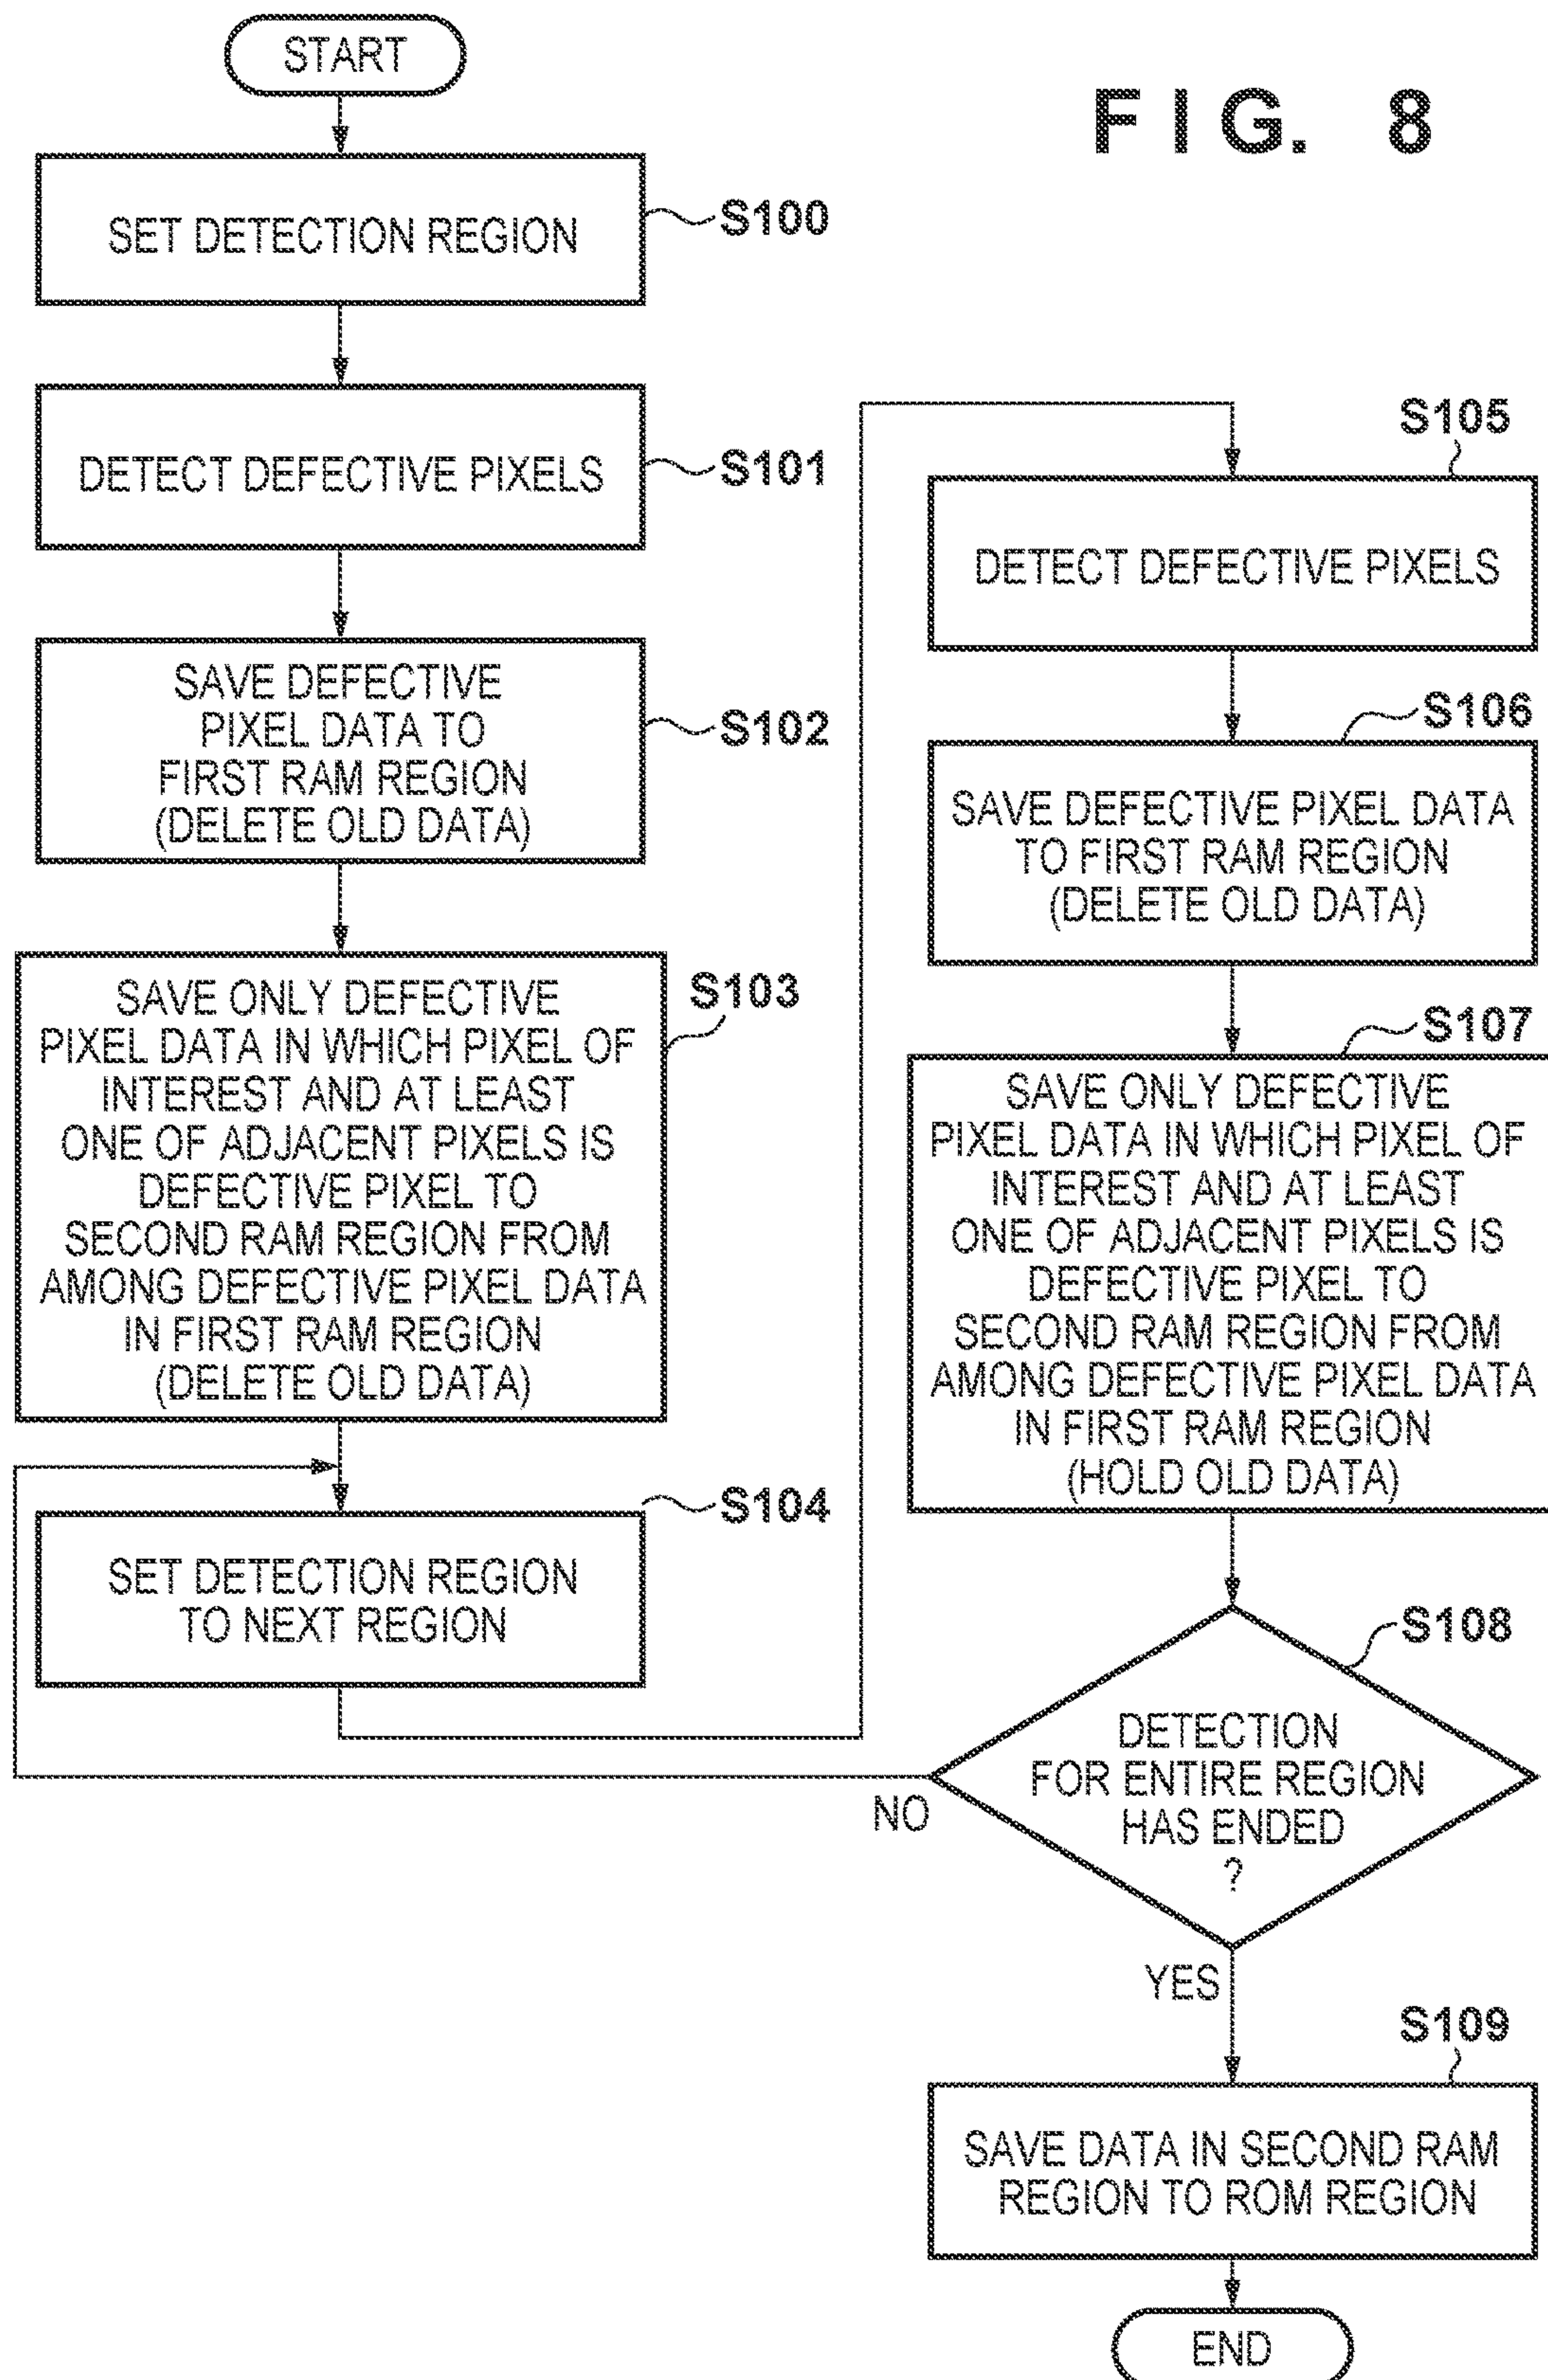 FIG. 8
START
SET DETECTION REGION
S100
DETECT DEFECTIVE PIXELS
S101
SAVE DEFECTIVE
PIXEL DATA TO
FIRST RAM REGION
(DELETE OLD DATA)
S102
SAVE ONLY DEFECTIVE
PIXEL DATA IN WHICH PIXEL OF
INTEREST AND AT LEAST
ONE OF ADJACENT PIXELS IS
DEFECTIVE PIXEL TO
SECOND RAM REGION FROM
AMONG DEFECTIVE PIXEL DATA
IN FIRST RAM REGION
(DELETE OLD DATA)
S103
SET DETECTION REGION
TO NEXT REGION
S104
S105
DETECT DEFECTIVE PIXELS
S106
SAVE DEFECTIVE PIXEL DATA
TO FIRST RAM REGION
(DELETE OLD DATA)
S107
SAVE ONLY DEFECTIVE
PIXEL DATA IN WHICH PIXEL OF
INTEREST AND AT LEAST
ONE OF ADJACENT PIXELS IS
DEFECTIVE PIXEL TO
SECOND RAM REGION FROM
AMONG DEFECTIVE PIXEL DATA
IN FIRST RAM REGION
(HOLD OLD DATA)
S108
DETECTION
FOR ENTIRE REGION
HAS ENDED
?
NO
YES
S109
SAVE DATA IN SECOND RAM
REGION TO ROM REGION
END